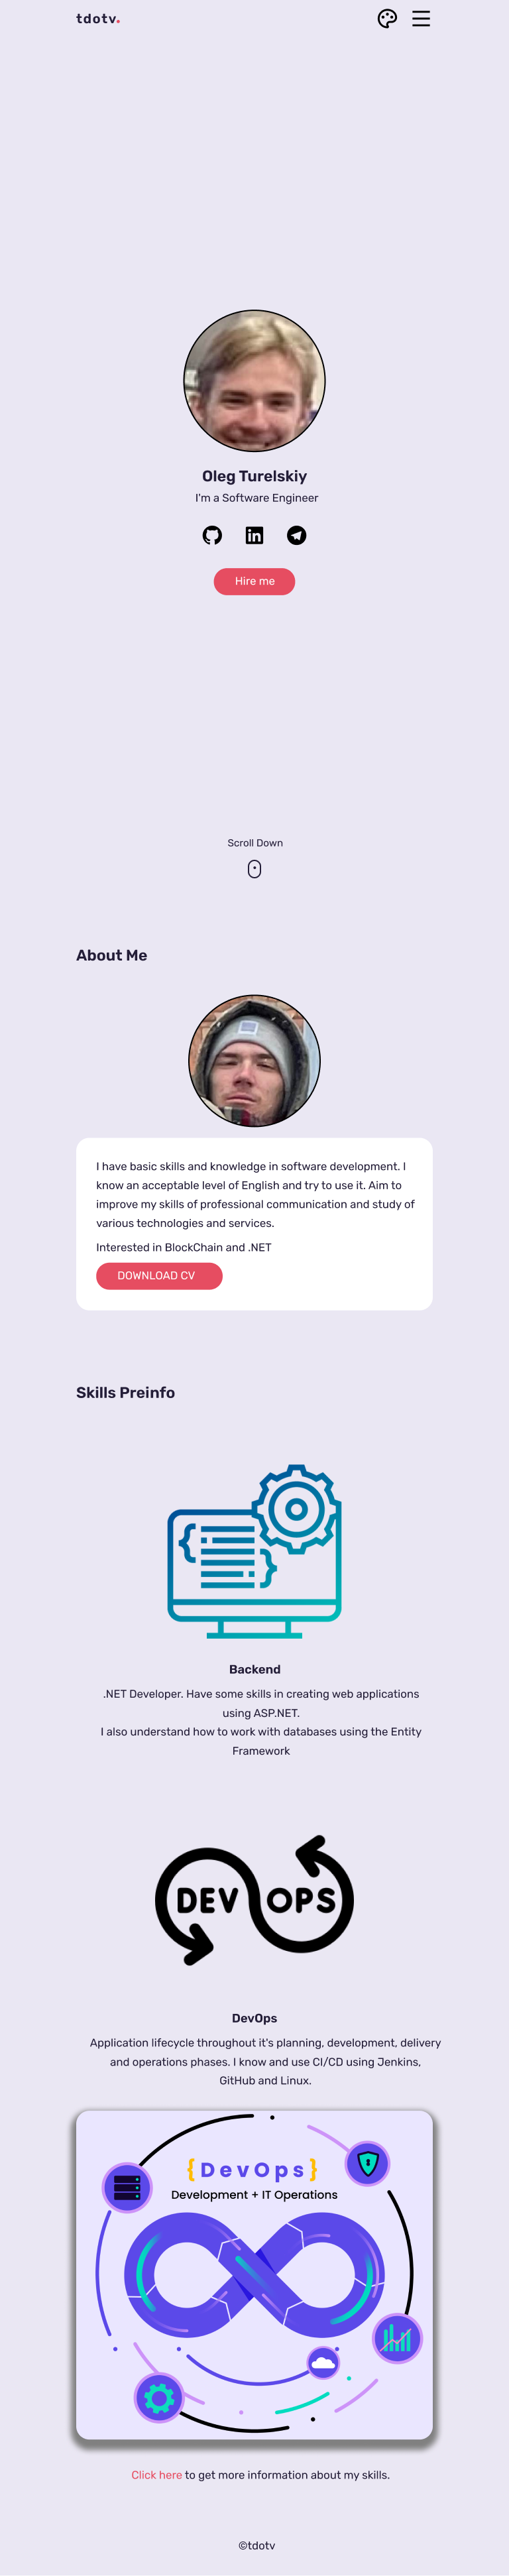 tdotv.
Oleg Turelskiy
I'm a Software Engineer
in
Hire me
Scroll Down
About Me
I have basic skills and knowledge in software development. I
know an acceptable level of English and try to use it. Aim to
improve my skills of professional communication and study of
various technologies and services.
Interested in BlockChain and .NET
DOWNLOAD CV
Skills Preinfo
Backend
.NET Developer. Have some skills in creating web applications
using ASP.NET.
I also understand how to work with databases using the Entity
Framework
DEV OPS
DevOps
Application lifecycle throughout it's planning, development, delivery
and operations phases. I know and use CI/CD using Jenkins,
GitHub and Linux.
{DevOps}
Development + IT Operations
Click here to get more information about my skills.
©tdotv